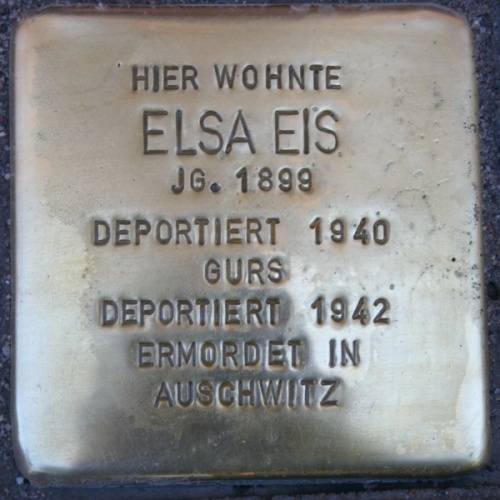 HIER WOHNTE
ELSA EIS
JG. 1899
DEPORTIERT 1940
GURS
DEPORTIERT 1942
ERMORDET IN
AUSCHWITZ